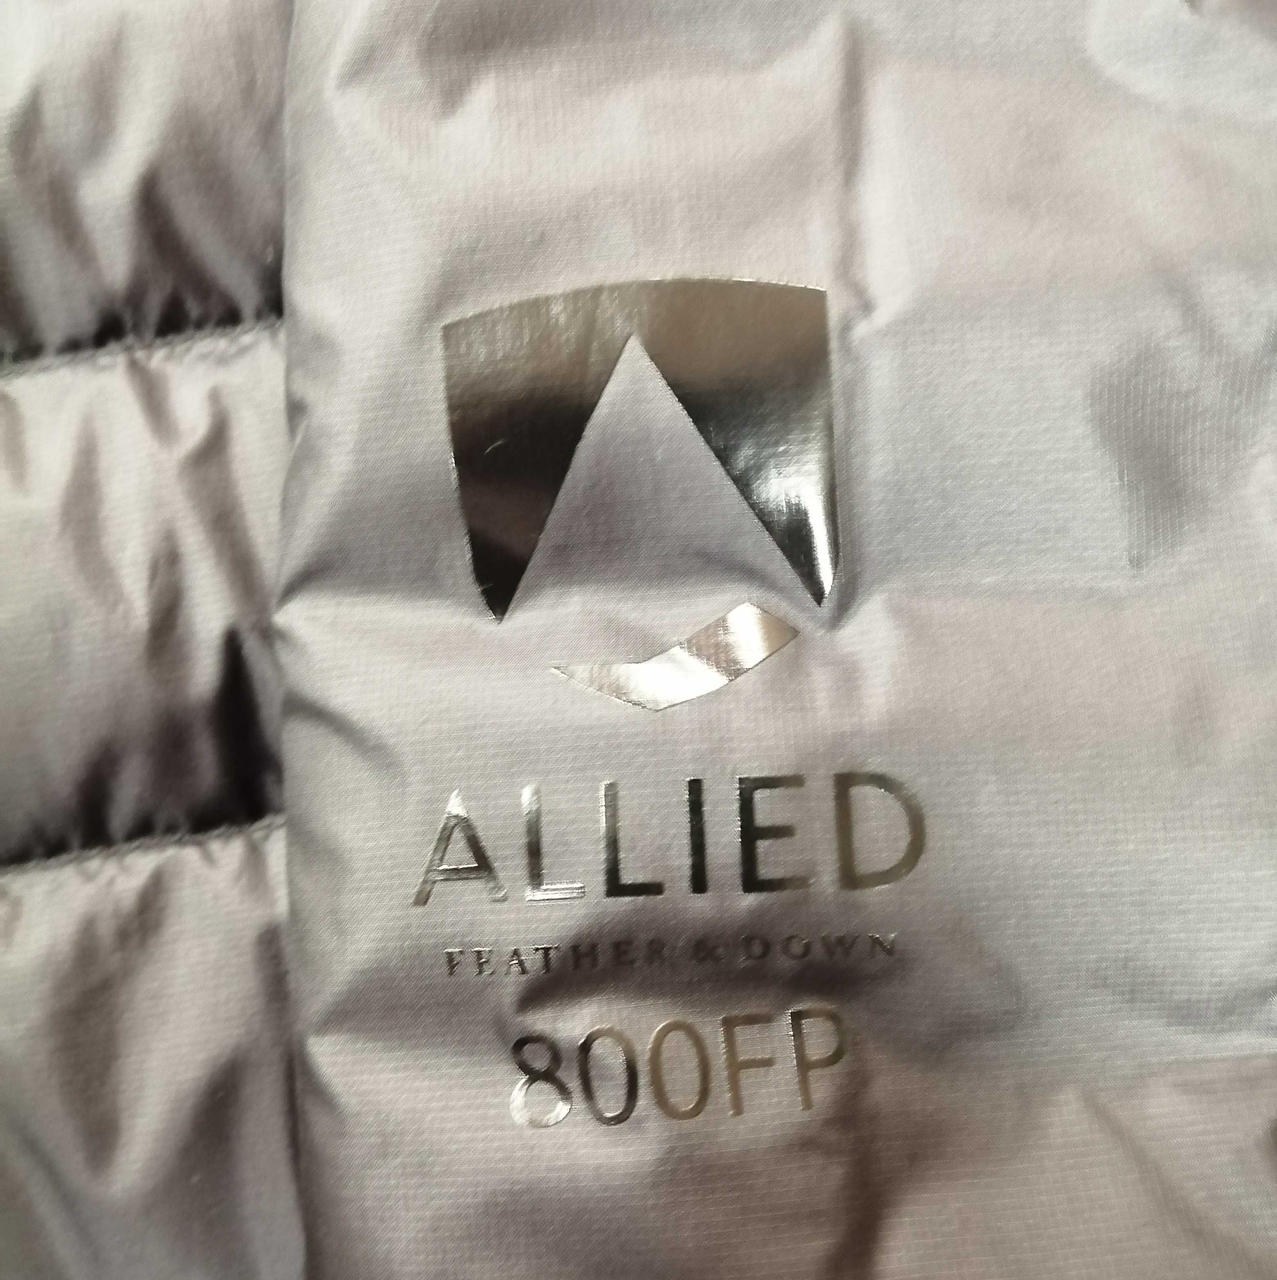 ALLIED
FEATHER & DOWN
800FP